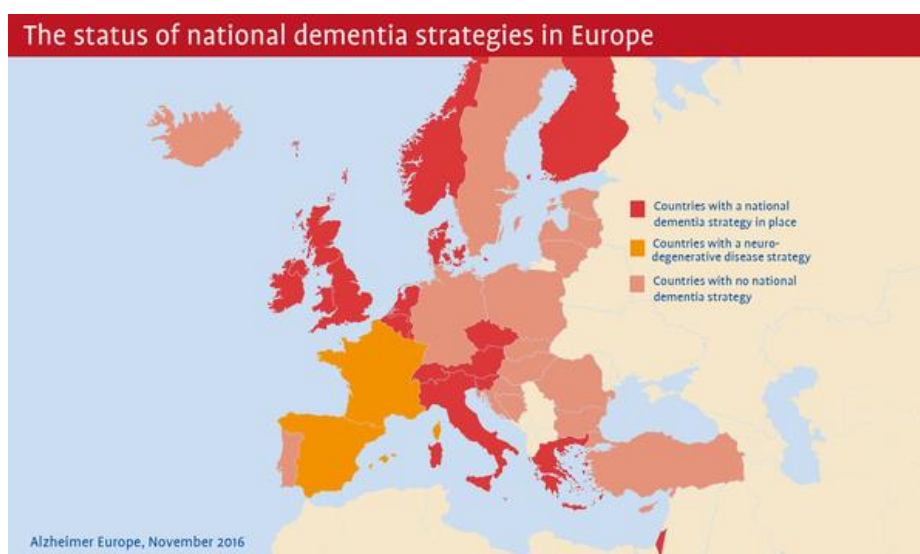 The status of national dementia strategies in Europe
Countries with a national
dementia strategy in place
Countries with a neuro-
degenerative disease strategy
Countries with no national
dementia strategy
Alzheimer Europe, November 2016